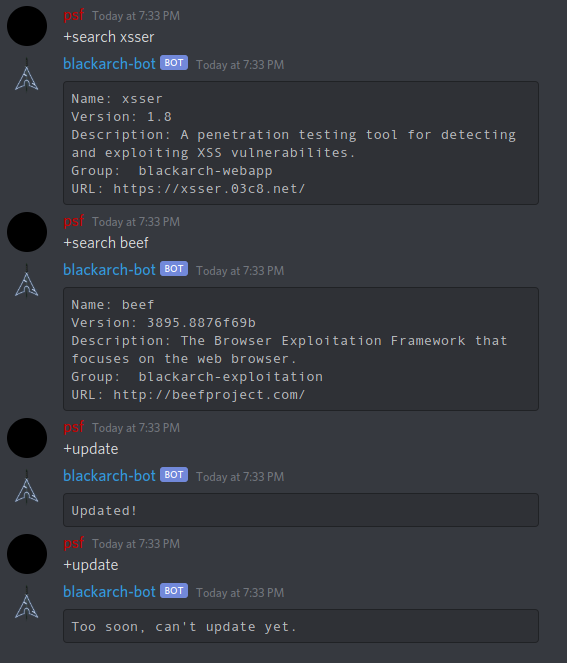 psf Today at 7:33 PM
+search xsser
blackarch-bot BOT Today at 7:33 PM
Name: xsser
Version: 1.8
Description: A penetration testing tool for detecting
and exploiting XSS vulnerabilites.
Group:  blackarch-webapp
URL: https://xsser.03c8.net/
psf Today at 7:33 PM
+search beef
blackarch-bot BOT Today at 7:33 PM
Name: beef
Version: 3895.8876f69b
Description: The Browser Exploitation Framework that
focuses on the web browser.
Group:  blackarch-exploitation
URL: http://beefproject.com/
psf Today at 7:33 PM
+update
blackarch-bot BOT Today at 7:33 PM
Updated!
psf Today at 7:33 PM
+update
blackarch-bot BOT Today at 7:33 PM
Too soon, can't update yet.